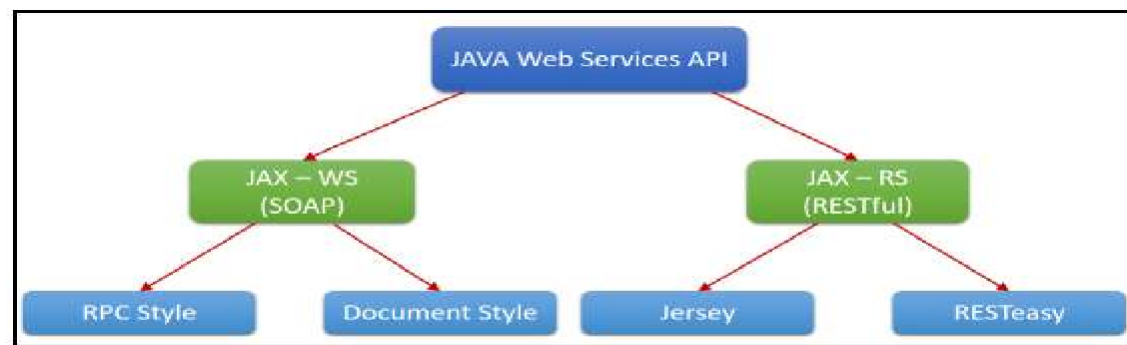 JAVA Web Services API
JAX – WS
(SOAP)
JAX – RS
(RESTful)
RPC Style
Document Style
Jersey
RESTeasy